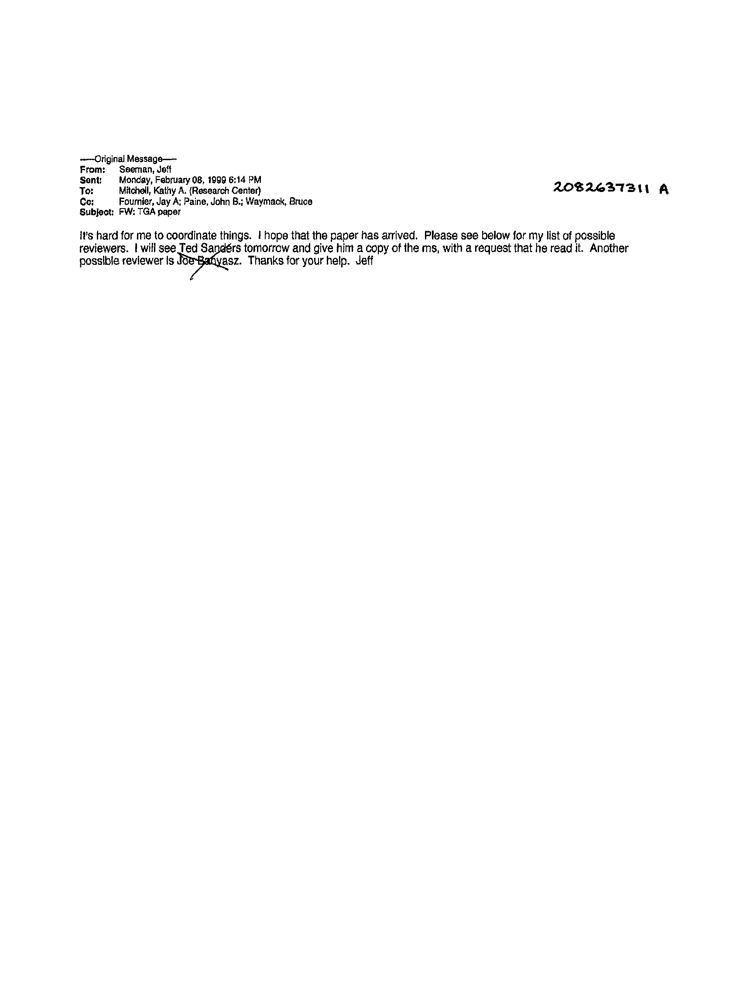 -----Original Message-----
From: Seeman, Jeff
Sent: Monday, February 08, 1999 6:14 PM
To: Mitchell, Kathy A. (Research Center)
Cc: Fournier, Jay A; Paine, John B.; Waymack, Bruce
Subject: FW: TGA paper
2082637311 A
It's hard for me to coordinate things. I hope that the paper has arrived. Please see below for my list of possible
reviewers. I will see Ted Sanders tomorrow and give him a copy of the ms, with a request that he read it. Another
possible reviewer is Joe Banyasz. Thanks for your help. Jeff